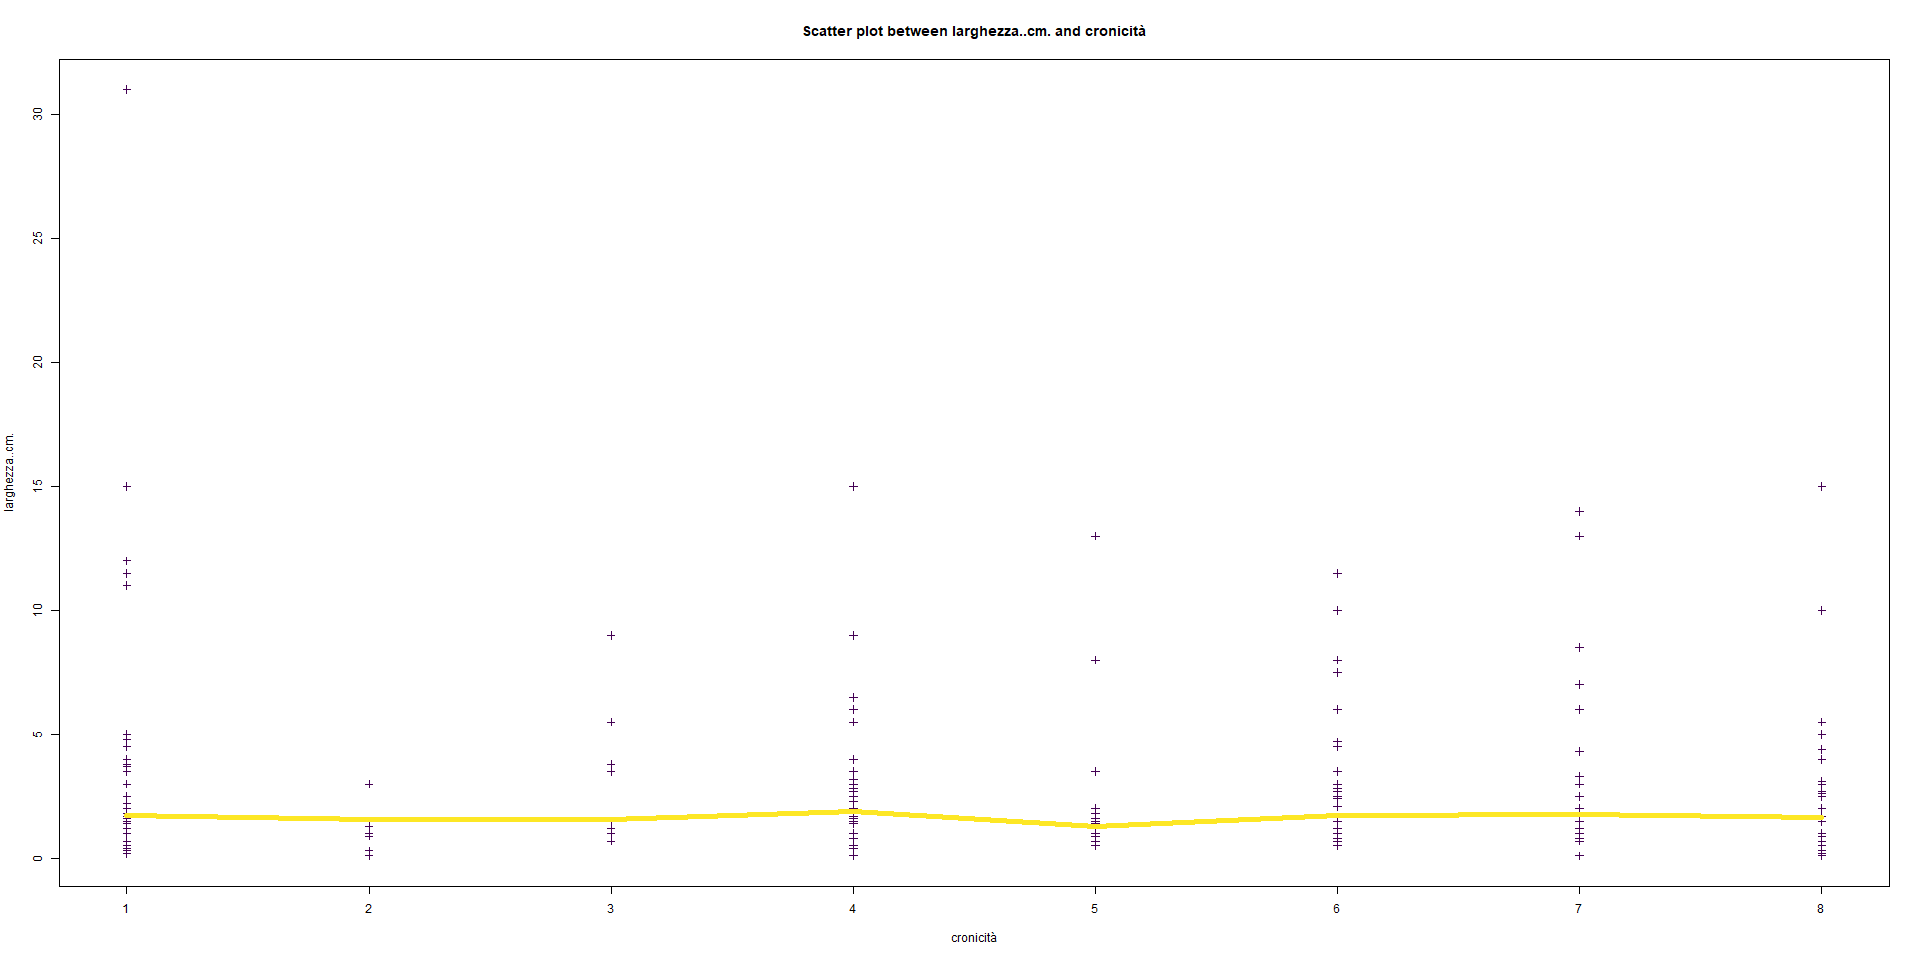 Scatter plot between larghezza..cm. and cronicità
30
25
20
15
10
5
0
larghezza..cm.
1 2 3 4 5 6 7 8
cronicità